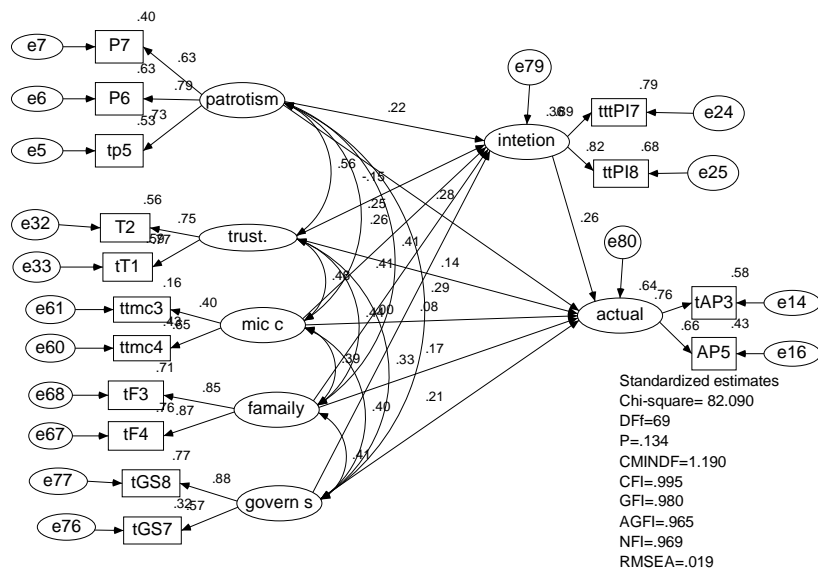 .40
e7
P7
.63
.63
e6
P6
.79
patrotism
.73
.53
e5
tp5
e79
.22
intetion
.79
tttPI7
e24
.82
.68
ttPI8
e25
.56
-.15
.28
.25
.26
.56
e32
T2
.75
trust.
e33
tT1
.77
.41
.41
.14
.26
e80
.29
.16
e61
ttmc3
.40
mic c
.08
.64
.58
.76
tAP3
e14
actual
e60
ttmc4
.65
.66
.43
AP5
e16
.71
.39
.33
.17
e68
tF3
.85
famaily
.40
.21
e67
tF4
.87
.41
.77
e77
tGS8
.88
govern s
.57
e76
tGS7
Standardized estimates
Chi-square= 82.090
DFf=69
P=.134
CMINDF=1.190
CFI=.995
GFI=.980
AGFI=.965
NFI=.969
RMSEA=.019